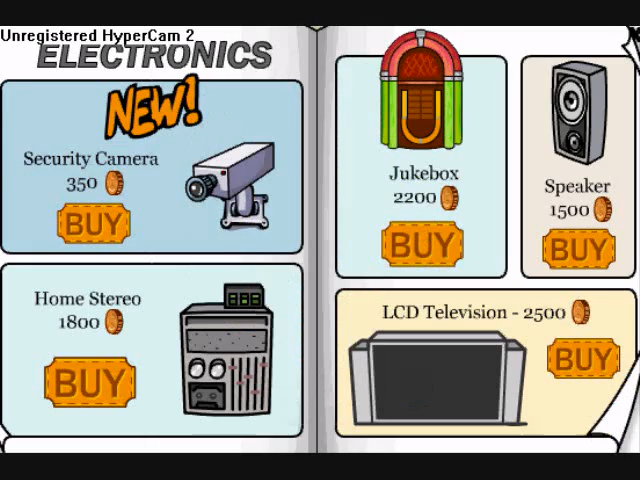 Unregistered HyperCam 2
ELECTRONICS
NEW!
Security Camera
350
BUY
Home Stereo
1800
BUY
Jukebox
2200
BUY
Speaker
1500
BUY
LCD Television - 2500
BUY